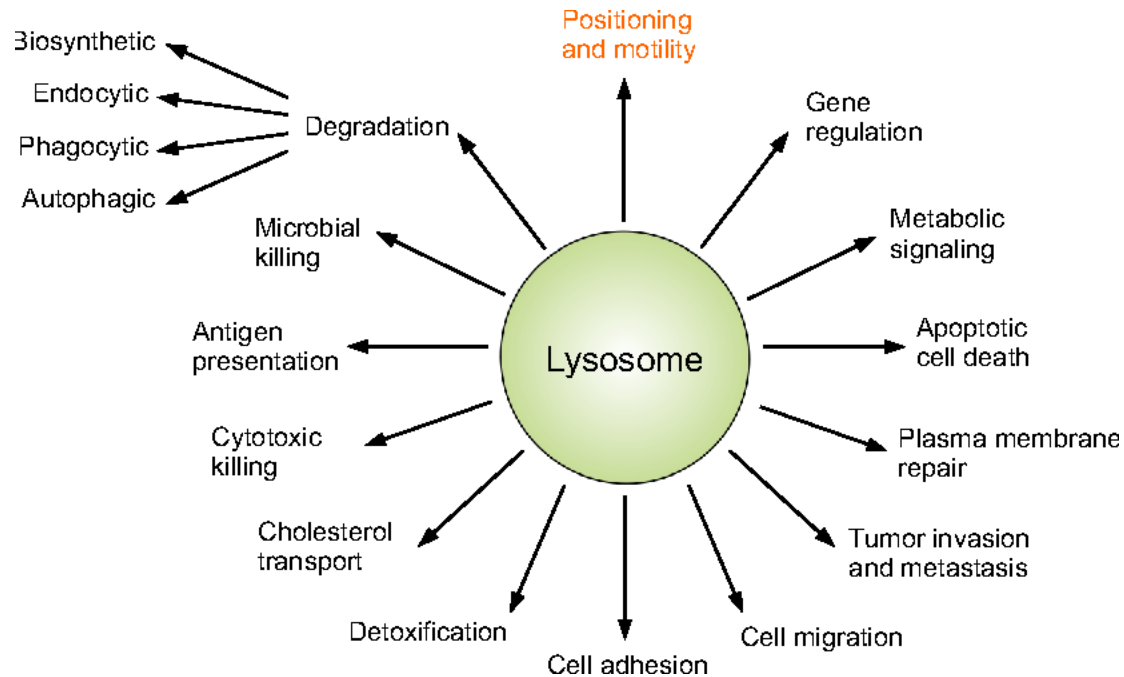 Positioning
and motility
Biosynthetic
Endocytic
Phagocytic
Autophagic
Degradation
Gene
regulation
Microbial
killing
Metabolic
signaling
Antigen
presentation
Lysosome
Apoptotic
cell death
Cytotoxic
killing
Plasma membrane
repair
Cholesterol
transport
Tumor invasion
and metastasis
Detoxification
Cell adhesion
Cell migration